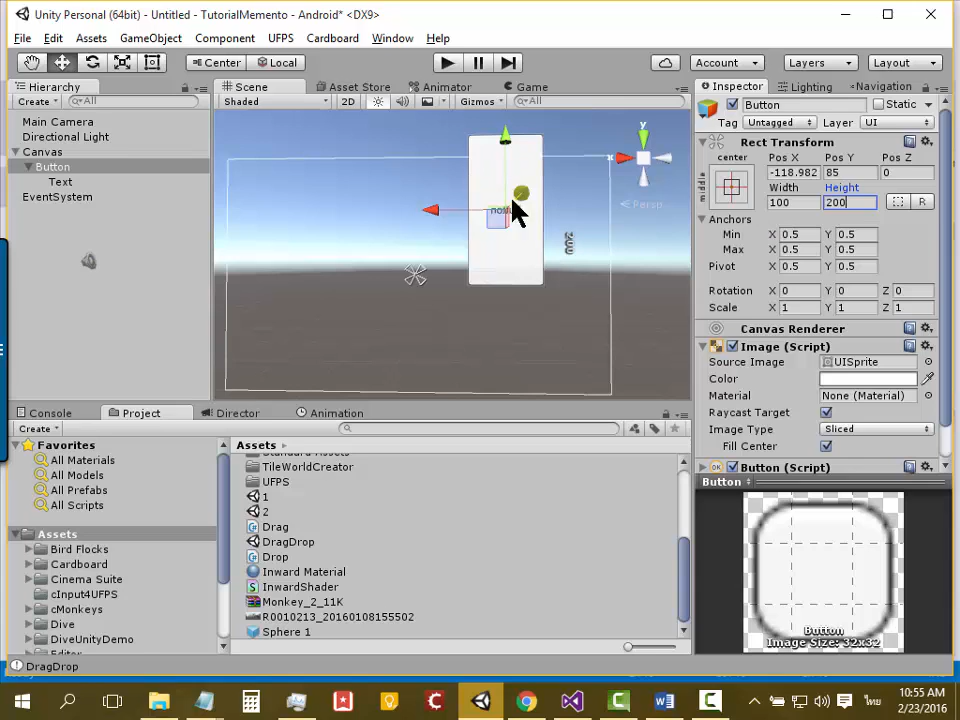 Unity Personal (64bit) - Untitled - TutorialMemento - Android* <DX9>
File Edit Assets GameObject Component UFPS Cardboard Window Help
Center Local Account Layers Layout
Hierarchy
Create All
Main Camera
Directional Light
Canvas
Button
Text
EventSystem
Scene Asset Store Animator Game
Shaded 2D Gizmos All
y
x
Persp
Inspector Lighting Navigation
Button Static
Tag Untagged Layer UI
Rect Transform
center Pos X Pos Y Pos Z
middle -118.982 85 0
Width Height
100 200 R
Anchors
Min X 0.5 Y 0.5
Max X 0.5 Y 0.5
Pivot X 0.5 Y 0.5
Rotation X 0 Y 0 Z 0
Scale X 1 Y 1 Z 1
Canvas Renderer
Image (Script)
Source Image UISprite
Color
Material None (Material)
Raycast Target
Image Type Sliced
Fill Center
Button (Script)
Button
Button
Image Size: 32x32
Console Project Director Animation
Create
Favorites
All Materials
All Models
All Prefabs
All Scripts
Assets
Bird Flocks
Cardboard
Cinema Suite
cInput4UFPS
cMonkeys
Dive
DiveUnityDemo
Assets
TileWorldCreator
UFPS
1
2
Drag
DragDrop
Drop
Inward Material
InwardShader
Monkey_2_11K
R0010213_20160108155502
Sphere 1
DragDrop
ไทย
10:55 AM
2/23/2016